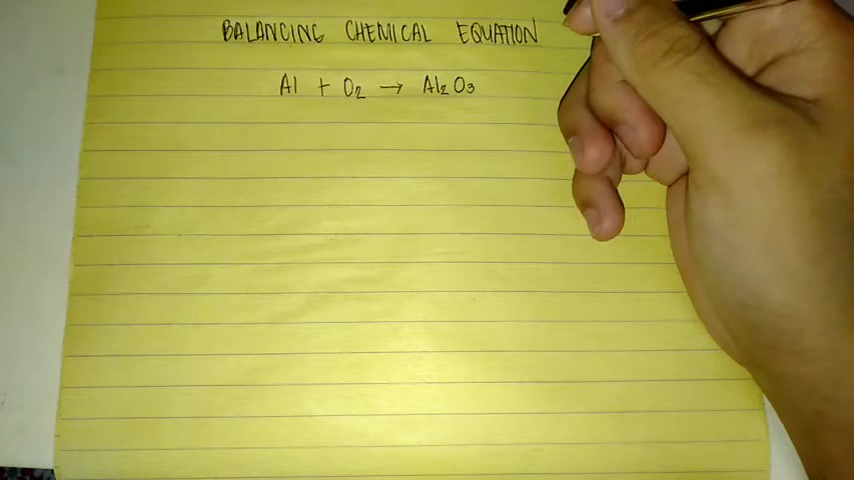 BALANCING CHEMICAL EQUATION
Al + O₂ → Al₂O₃